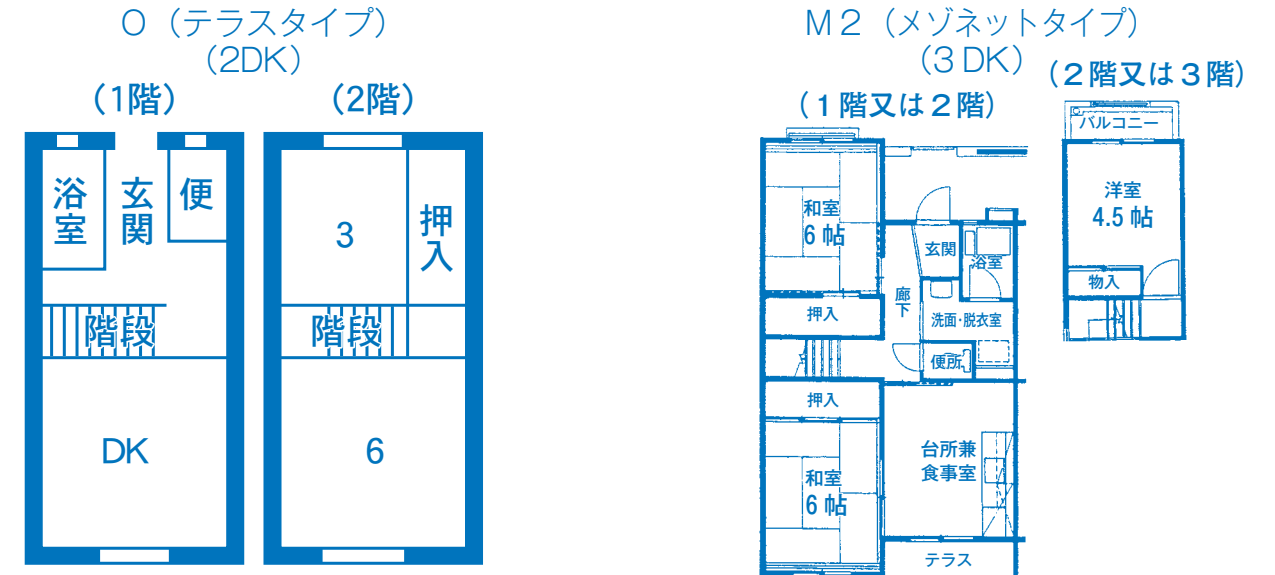 O（テラスタイプ）
（2DK）
（1階）
（2階）
浴室
玄関
便
階段
DK
3
押入
階段
6
M２（メゾネットタイプ）
（３DK）
（１階又は２階）
（２階又は３階）
和室
6 帖
玄関
浴室
廊下
押入
洗面・脱衣室
便所
押入
和室
6 帖
台所兼
食事室
テラス
バルコニー
洋室
4.5 帖
物入